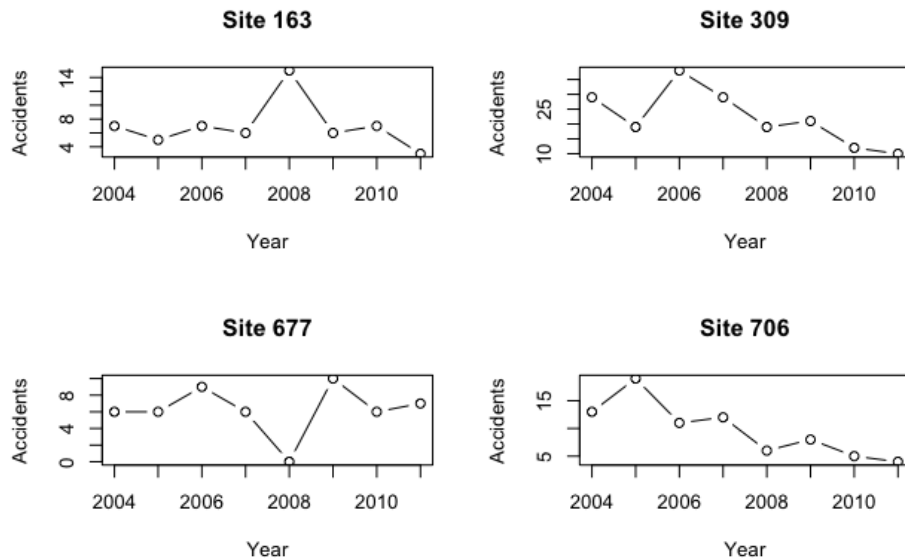 Site 163
Accidents
14
8
4
2004 2006 2008 2010
Year
Site 309
Accidents
25
10
2004 2006 2008 2010
Year
Site 677
Accidents
8
4
0
2004 2006 2008 2010
Year
Site 706
Accidents
15
5
2004 2006 2008 2010
Year